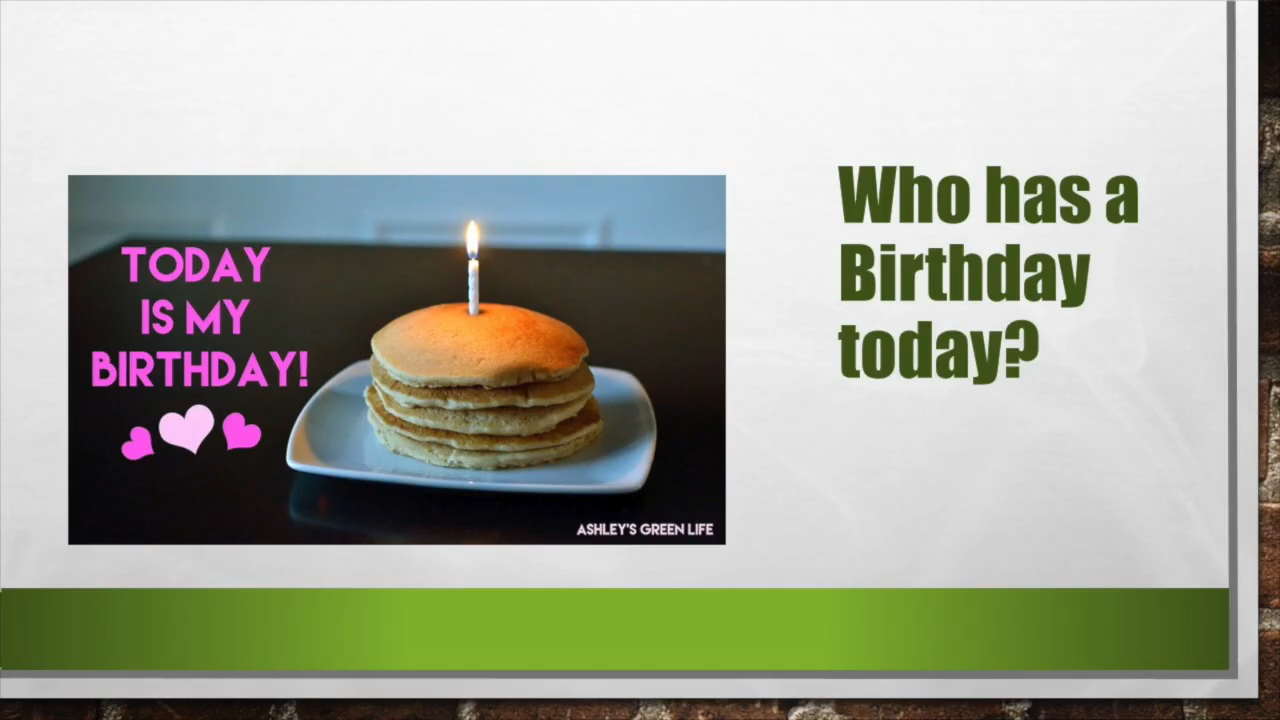 TODAY
IS MY
BIRTHDAY!
ASHLEY'S GREEN LIFE
Who has a
Birthday
today?